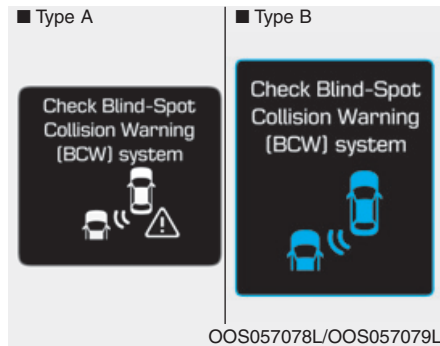 ■ Type A
■ Type B
Check Blind-Spot
Collision Warning
(BCW) system
Check Blind-Spot
Collision Warning
(BCW) system
OOS057078L/OOS057079L